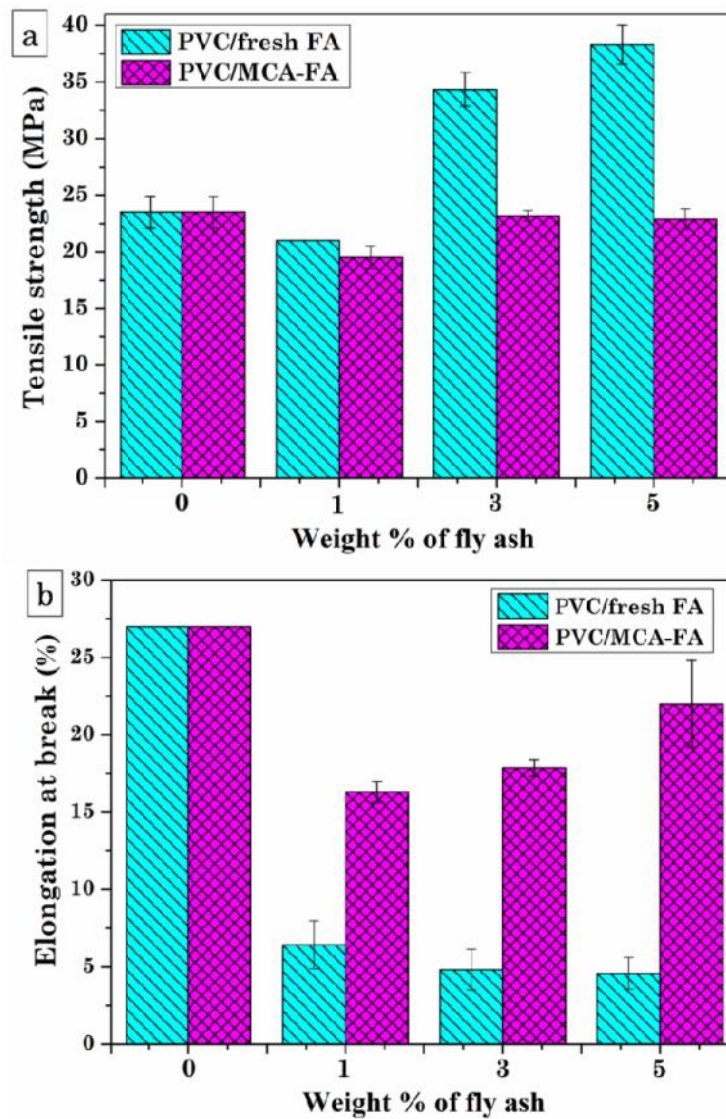 a
PVC/fresh FA
PVC/MCA-FA
Tensile strength (MPa)
40
35
30
25
20
15
10
5
0
0 1 3 5
Weight % of fly ash
b
PVC/fresh FA
PVC/MCA-FA
Elongation at break (%)
30
25
20
15
10
5
0
0 1 3 5
Weight % of fly ash